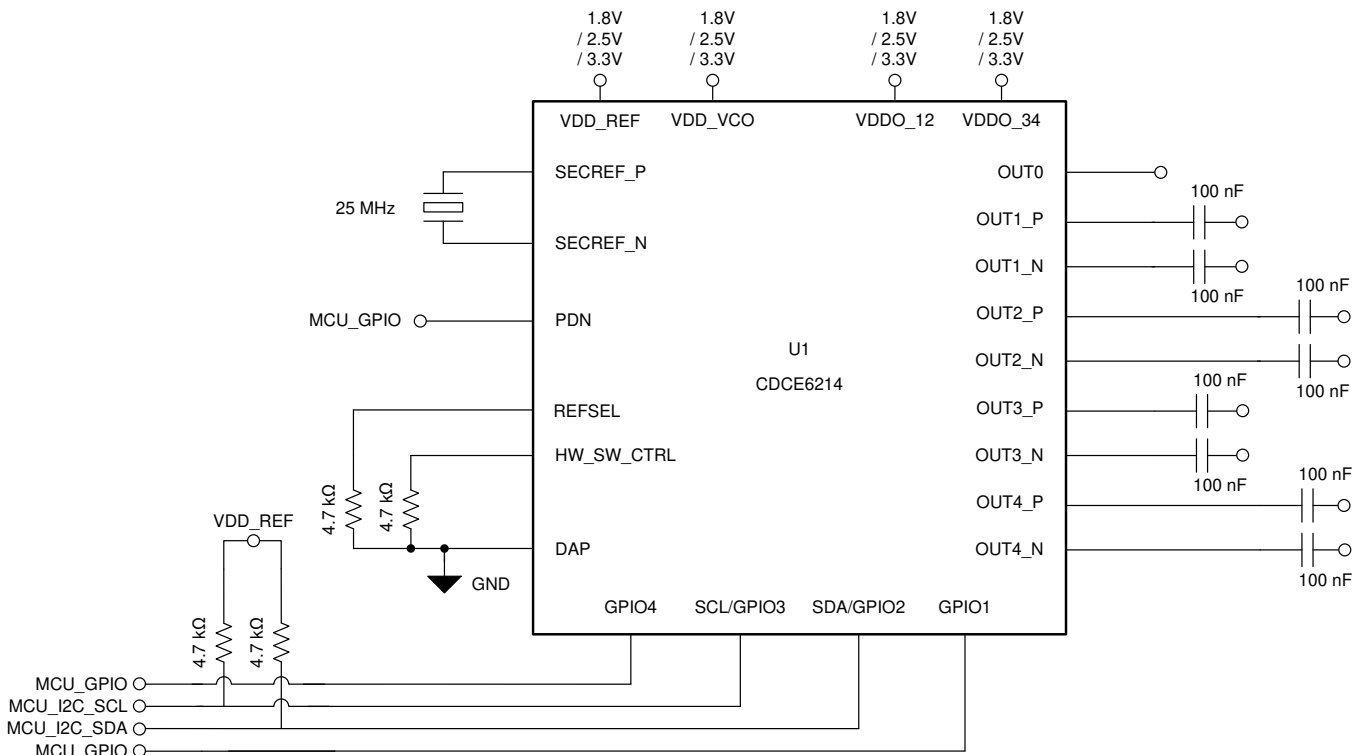 1.8V
/ 2.5V
/ 3.3V
1.8V
/ 2.5V
/ 3.3V
1.8V
/ 2.5V
/ 3.3V
1.8V
/ 2.5V
/ 3.3V
VDD_REF
VDD_VCO
VDDO_12
VDDO_34
SECREF_P
25 MHz
SECREF_N
MCU_GPIO
PDN
REFSEL
HW_SW_CTRL
4.7 kΩ
4.7 kΩ
DAP
GND
U1
CDCE6214
OUT0
100 nF
OUT1_P
OUT1_N
100 nF
100 nF
OUT2_P
OUT2_N
100 nF
100 nF
OUT3_P
OUT3_N
100 nF
100 nF
OUT4_P
OUT4_N
100 nF
GPIO4
SCL/GPIO3
SDA/GPIO2
GPIO1
VDD_REF
4.7 kΩ
4.7 kΩ
MCU_GPIO
MCU_I2C_SCL
MCU_I2C_SDA
MCU_GPIO